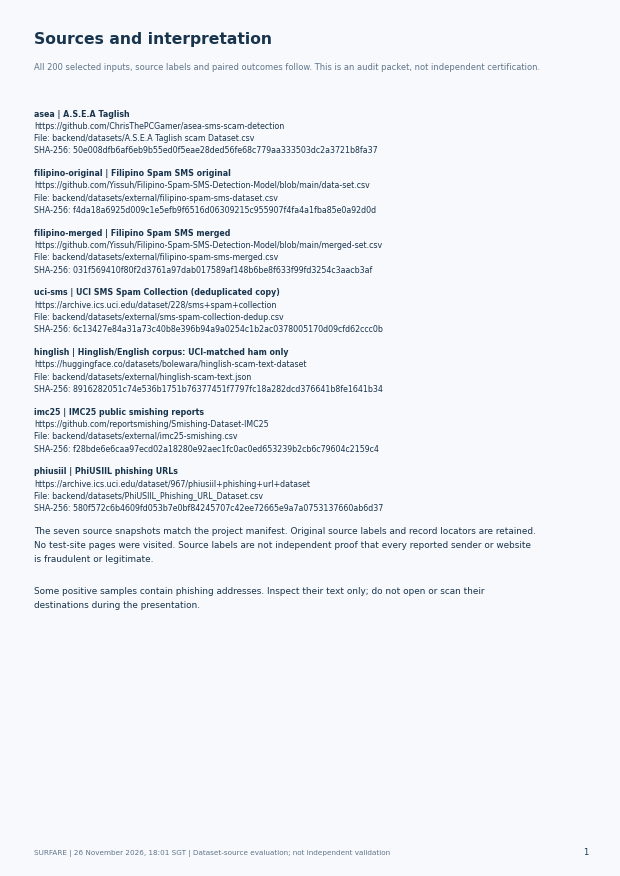 Sources and interpretation
All 200 selected inputs, source labels and paired outcomes follow. This is an audit packet, not independent certification.
asea | A.S.E.A Taglish
https://github.com/ChrisThePCGamer/asea-sms-scam-detection
File: backend/datasets/A.S.E.A Taglish scam Dataset.csv
SHA-256: 50e008dfb6af6eb9b55ed0f5eae28ded56fe68c779aa333503dc2a3721b8fa37
filipino-original | Filipino Spam SMS original
https://github.com/Yissuh/Filipino-Spam-SMS-Detection-Model/blob/main/data-set.csv
File: backend/datasets/external/filipino-spam-sms-dataset.csv
SHA-256: f4da18a6925d009c1e5efb9f6516d06309215c955907f4fa4a1fba85e0a92d0d
filipino-merged | Filipino Spam SMS merged
https://github.com/Yissuh/Filipino-Spam-SMS-Detection-Model/blob/main/merged-set.csv
File: backend/datasets/external/filipino-spam-sms-merged.csv
SHA-256: 031f569410f80f2d3761a97dab017589af148b6be8f633f99fd3254c3aacb3af
uci-sms | UCI SMS Spam Collection (deduplicated copy)
https://archive.ics.uci.edu/dataset/228/sms+spam+collection
File: backend/datasets/external/sms-spam-collection-dedup.csv
SHA-256: 6c13427e84a31a73c40b8e396b94a9a0254c1b2ac0378005170d09cfd62ccc0b
hinglish | Hinglish/English corpus: UCI-matched ham only
https://huggingface.co/datasets/bolewara/hinglish-scam-text-dataset
File: backend/datasets/external/hinglish-scam-text.json
SHA-256: 8916282051c74e536b1751b76377451f7797fc18a282dcd376641b8fe1641b34
imc25 | IMC25 public smishing reports
https://github.com/reportsmishing/Smishing-Dataset-IMC25
File: backend/datasets/external/imc25-smishing.csv
SHA-256: f28bde6e6caa97ecd02a18280e92aec1fc0ac0ed653239b2cb6c79604c2159c4
phiusiil | PhiUSIIL phishing URLs
https://archive.ics.uci.edu/dataset/967/phiusiil+phishing+url+dataset
File: backend/datasets/PhiUSIIL_Phishing_URL_Dataset.csv
SHA-256: 580f572c6b4609fd053b7e0bf84245707c42ee72665e9a7a0753137660ab6d37
The seven source snapshots match the project manifest. Original source labels and record locators are retained.
No test-site pages were visited. Source labels are not independent proof that every reported sender or website
is fraudulent or legitimate.
Some positive samples contain phishing addresses. Inspect their text only; do not open or scan their
destinations during the presentation.
SURFARE | 26 November 2026, 18:01 SGT | Dataset-source evaluation; not independent validation
1